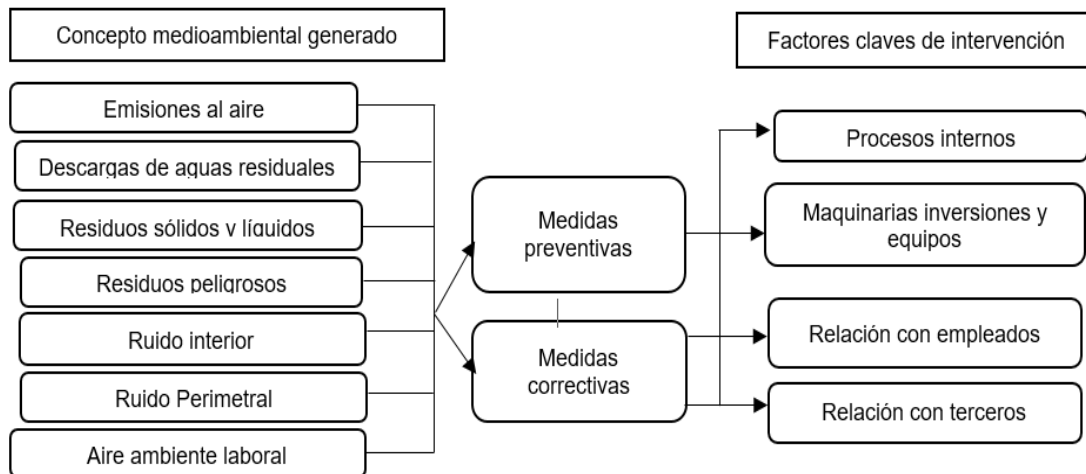 Concepto medioambiental generado
Factores claves de intervención
Emisiones al aire
Descargas de aguas residuales
Residuos sólidos y líquidos
Residuos peligrosos
Ruido interior
Ruido Perimetral
Aire ambiente laboral
Medidas
preventivas
Medidas
correctivas
Procesos internos
Maquinarias inversiones y
equipos
Relación con empleados
Relación con terceros